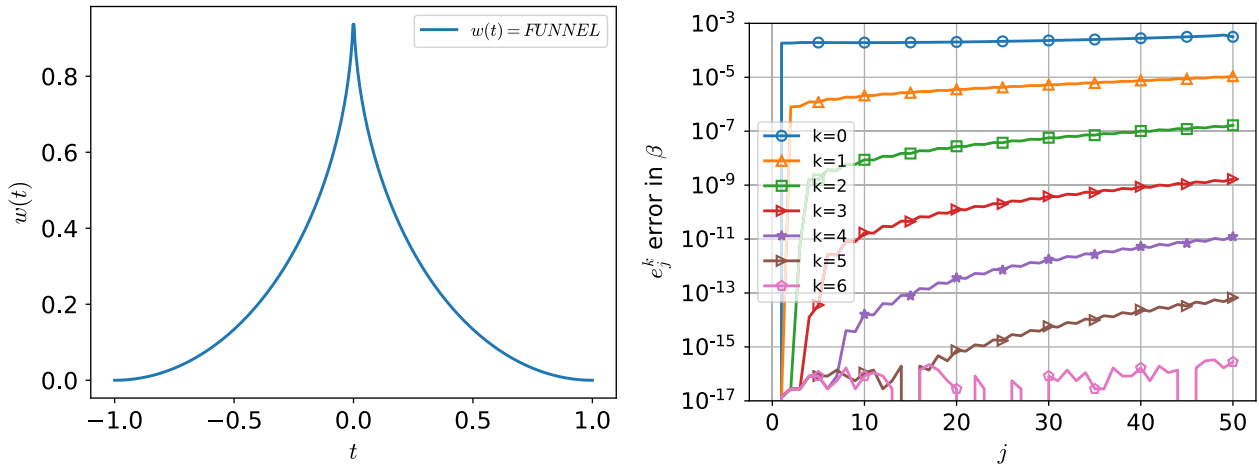 w(t) = FUNNEL
0.8
0.6
0.4
0.2
0.0
w(t)
−1.0 −0.5 0.0 0.5 1.0
t
10⁻³
10⁻⁵
10⁻⁷
10⁻⁹
10⁻¹¹
10⁻¹³
10⁻¹⁵
10⁻¹⁷
eⱼᵏ error in β
k=0
k=1
k=2
k=3
k=4
k=5
k=6
0 10 20 30 40 50
j